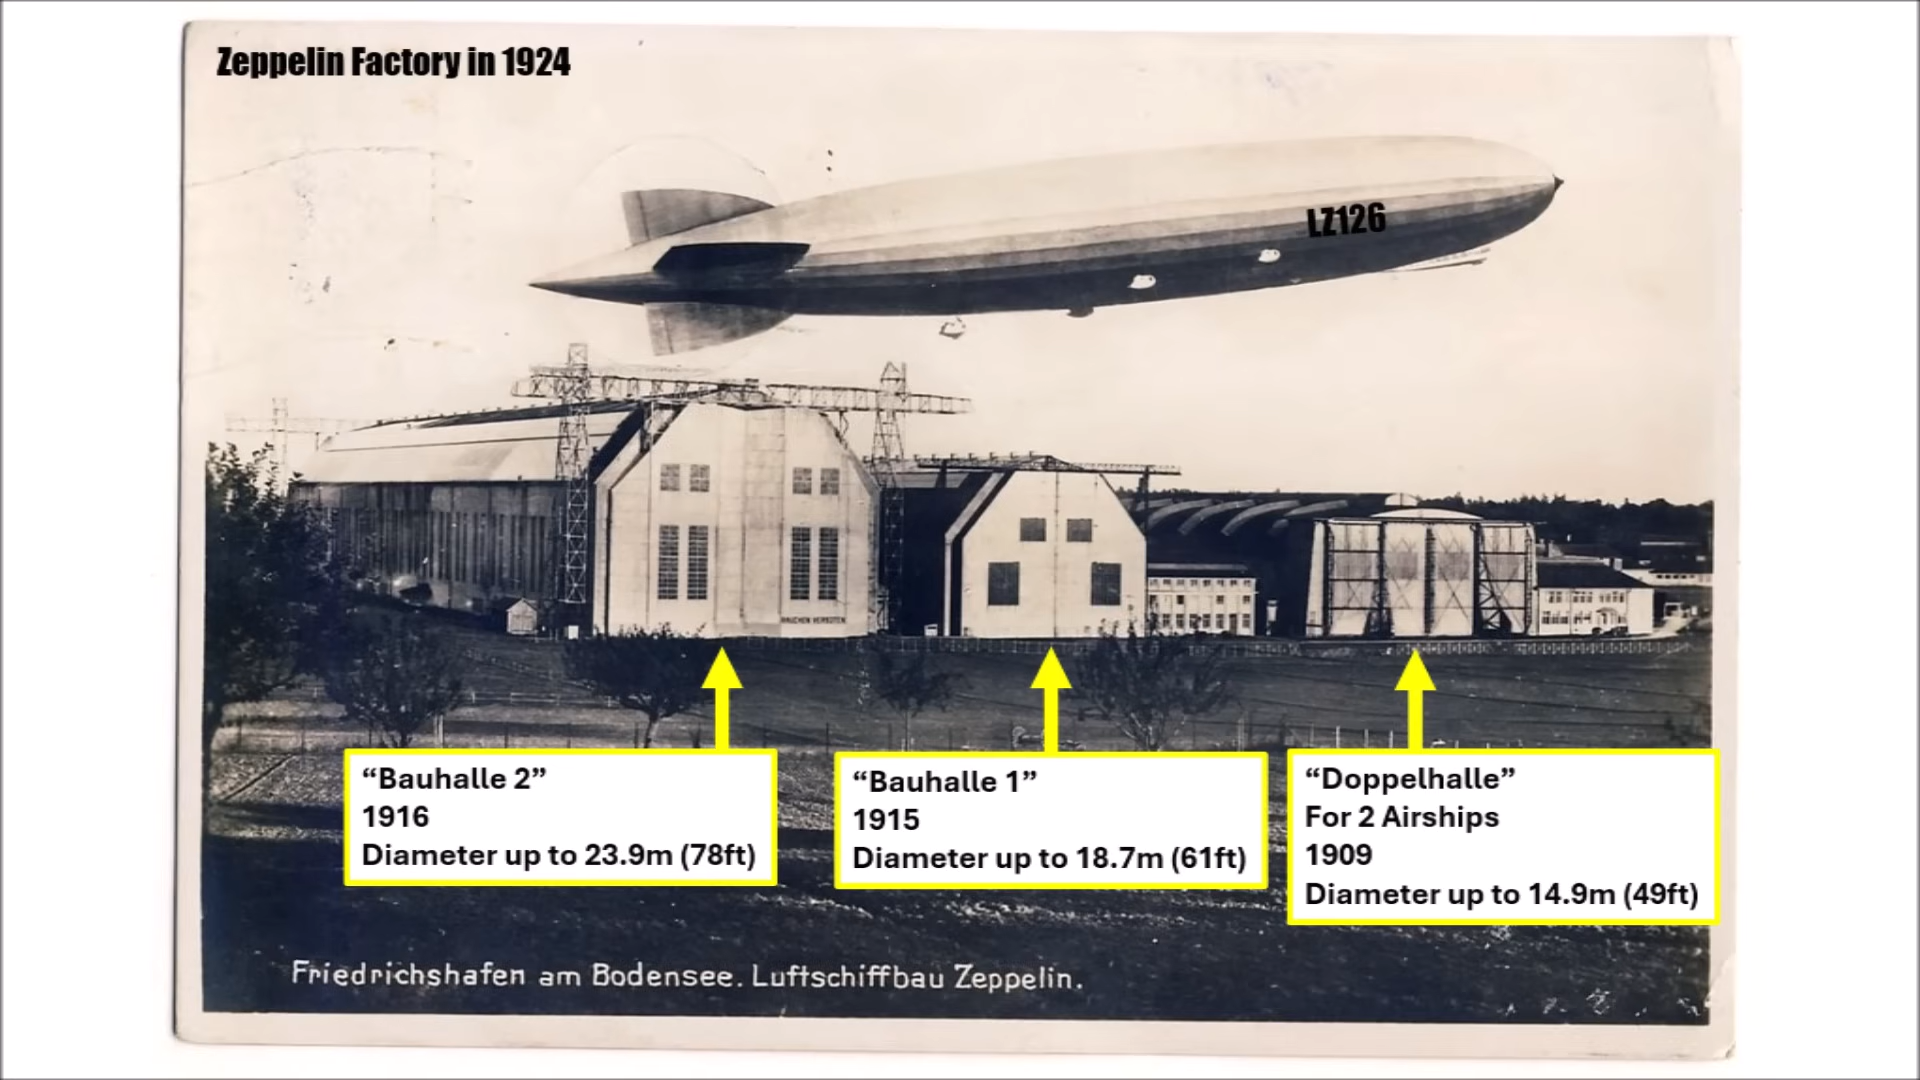 Zeppelin Factory in 1924
LZ126
RAUCHEN VERBOTEN
“Bauhalle 2”
1916
Diameter up to 23.9m (78ft)
“Bauhalle 1”
1915
Diameter up to 18.7m (61ft)
“Doppelhalle”
For 2 Airships
1909
Diameter up to 14.9m (49ft)
Friedrichshafen am Bodensee. Luftschiffbau Zeppelin.